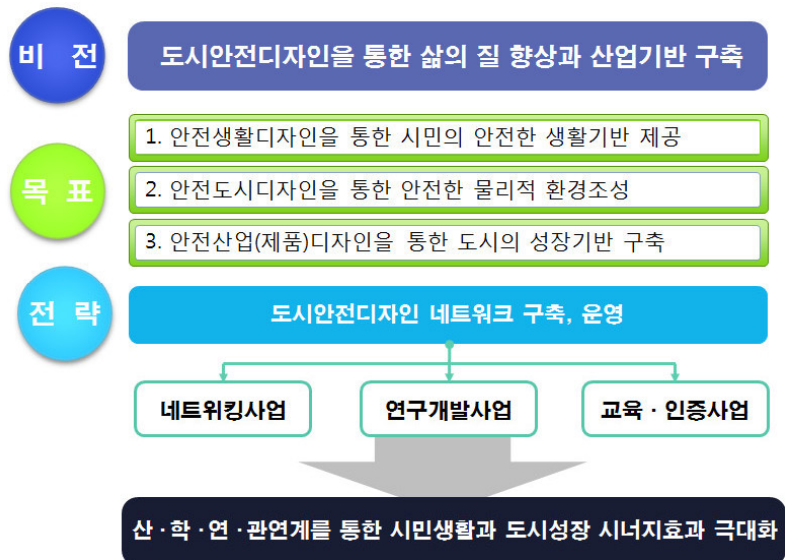 비 전
도시안전디자인을 통한 삶의 질 향상과 산업기반 구축
목 표
1. 안전생활디자인을 통한 시민의 안전한 생활기반 제공
2. 안전도시디자인을 통한 안전한 물리적 환경조성
3. 안전산업(제품)디자인을 통한 도시의 성장기반 구축
전 략
도시안전디자인 네트워크 구축, 운영
네트위킹사업
연구개발사업
교육 · 인증사업
산 · 학 · 연 · 관연계를 통한 시민생활과 도시성장 시너지효과 극대화